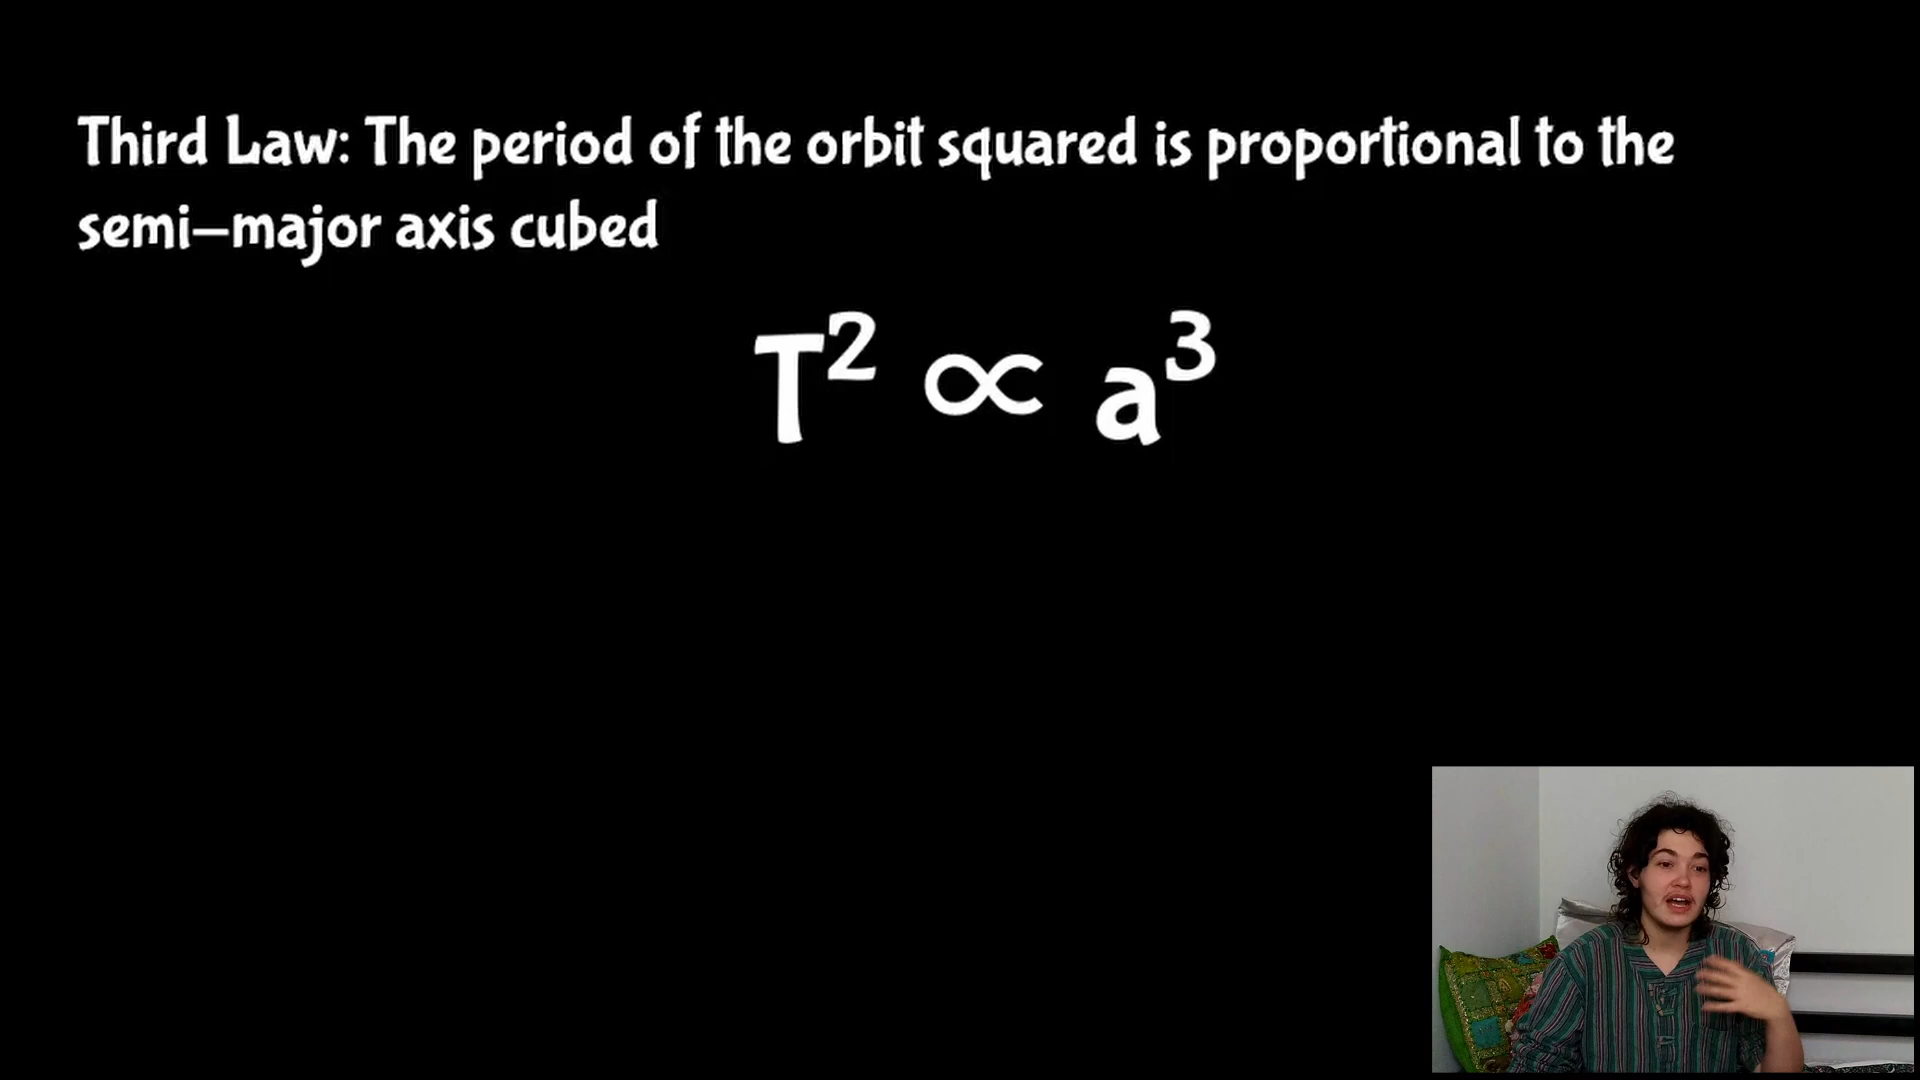 Third Law: The period of the orbit squared is proportional to the
semi-major axis cubed
T² ∝ a³